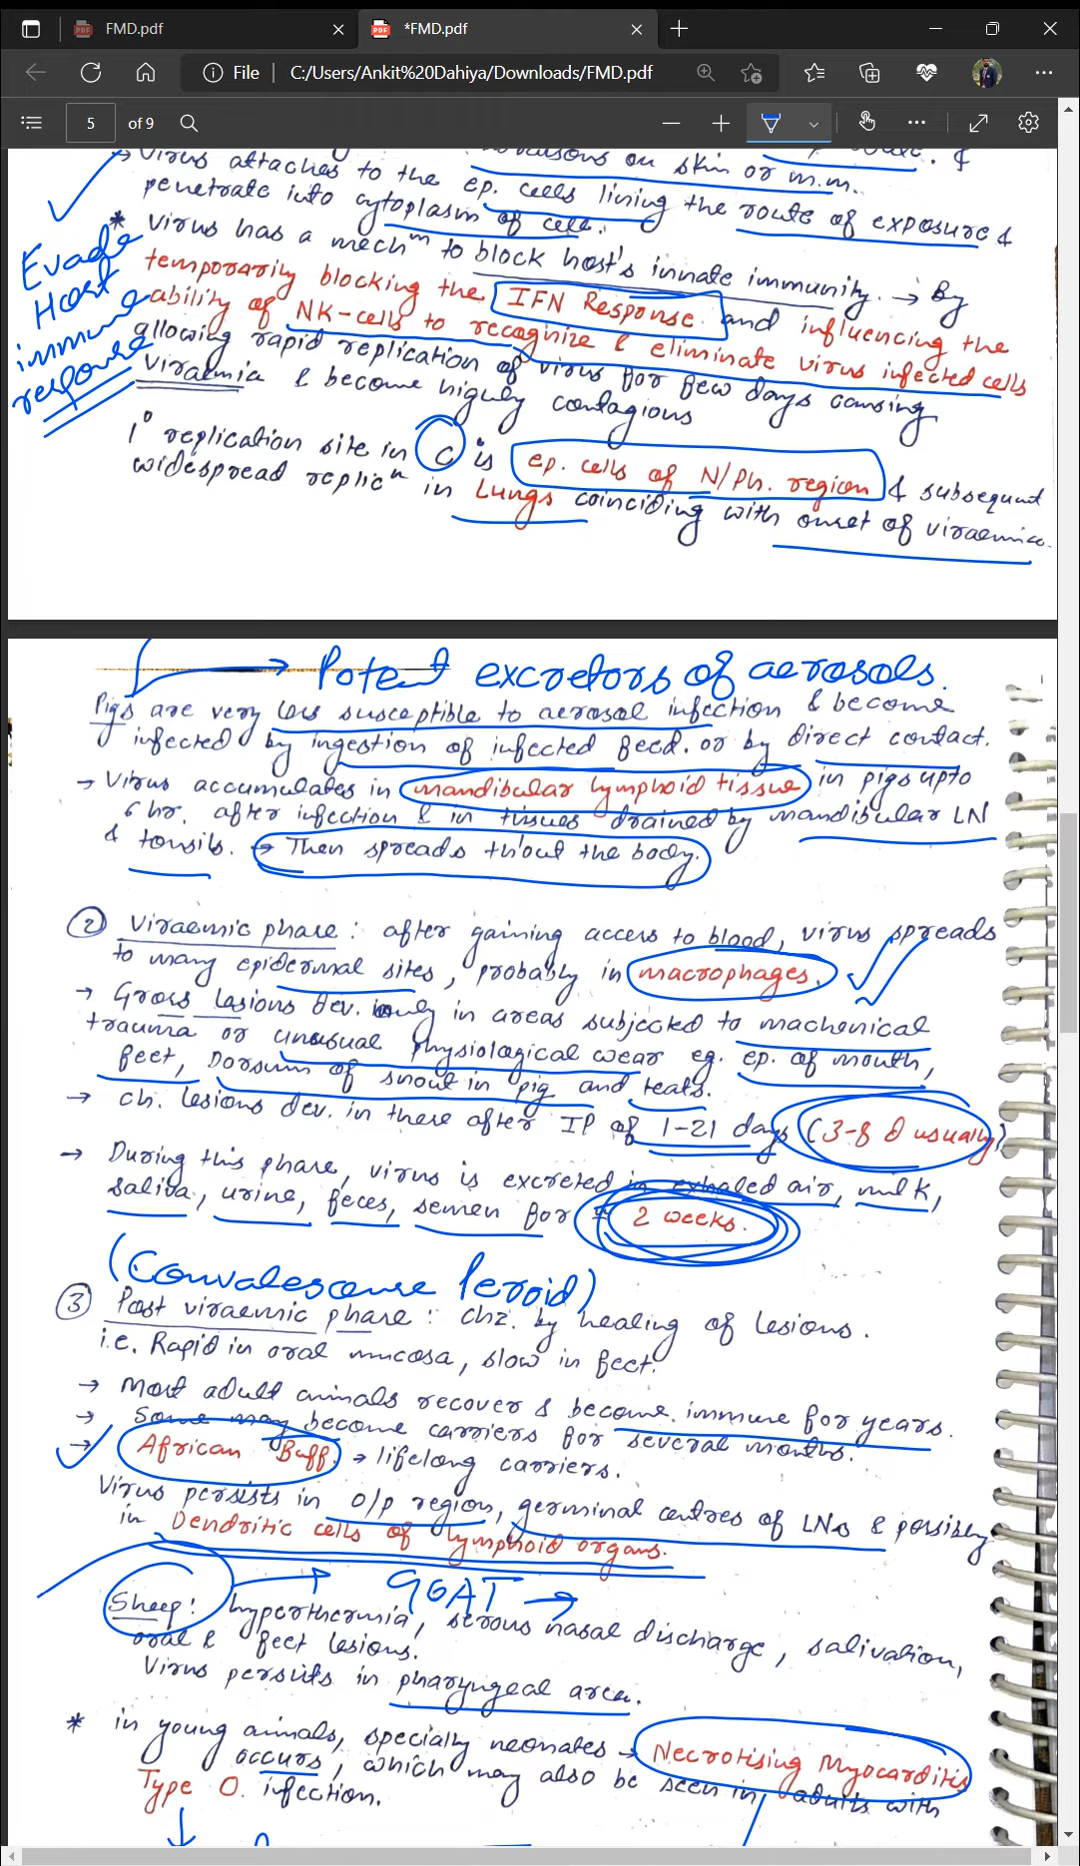 FMD.pdf
*FMD.pdf
File
C:/Users/Ankit%20Dahiya/Downloads/FMD.pdf
5
of 9
on skin or m.m.
→ Virus attaches to the ep. cells lining the route of exposure &
penetrate into cytoplasm of cell.
* Virus has a mechm to block host's innate immunity. → By
temporarily blocking the IFN Response and influencing the
ability of NK-cells to recognize & eliminate virus infected cells
allowing rapid replication of virus for few days causing
viraemia & become highly contagious
Evade
Host
immune
response
1° replication site in C is ep. cells of N/Ph. region & subsequent
widespread replicn in Lungs coinciding with onset of viraemia.
→ Potent excretors of aerosols.
Pigs are very less susceptible to aerosol infection & become
infected by ingestion of infected feed. or by direct contact.
→ Virus accumulates in mandibular lymphoid tissue in pigs upto
6 hr. after infection & in tissues drained by mandibular LN
& tonsils. → Then spreads th'out the body.
② Viraemic phase: after gaining access to blood, virus spreads
to many epidermal sites, probably in macrophages.
→ Gross lesions dev. only in areas subjected to machenical
trauma or unusual physiological wear eg. ep. of mouth,
feet, Dorsum of snout in pig and teats.
→ ch. lesions dev. in these after IP of 1-21 days (3-8 d usually)
→ During this phase, virus is excreted in exhaled air, milk,
saliva, urine, feces, semen for 2 weeks.
(Convalescence Peroid)
③ Post viraemic phase: chz. by healing of lesions.
i.e. Rapid in oral mucosa, slow in feet.
→ Most adult animals recover & become immune for years.
→ Some may become carriers for several months.
→ African Buff. → lifelong carriers.
Virus persists in o/p region, germinal centres of LNs & possibly
in Dendritic cells of lymphoid organs.
GOAT →
Sheep: hyperthermia, serous nasal discharge, salivation,
oral & feet lesions.
Virus persists in pharyngeal area.
* in young animals, specially neonates → Necrotising Myocarditis
occurs, which may also be seen in adults with
Type O. infection.